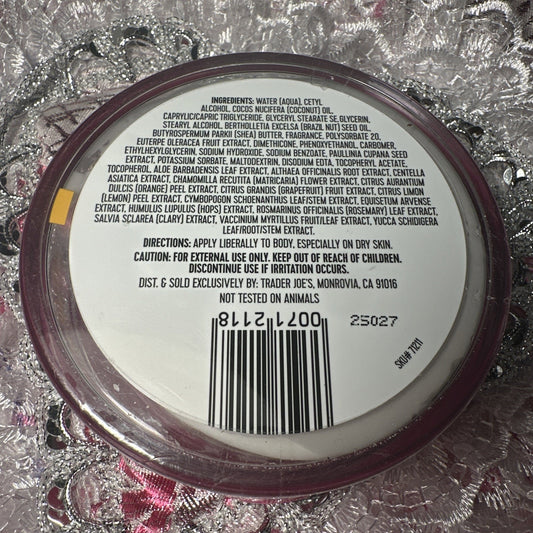 INGREDIENTS: WATER (AQUA), CETYL
ALCOHOL, COCOS NUCIFERA (COCONUT) OIL,
CAPRYLIC/CAPRIC TRIGLYCERIDE, GLYCERYL STEARATE SE, GLYCERIN,
STEARYL ALCOHOL, BERTHOLLETIA EXCELSA (BRAZIL NUT) SEED OIL,
BUTYROSPERMUM PARKII (SHEA) BUTTER, FRAGRANCE, POLYSORBATE 20,
EUTERPE OLERACEA FRUIT EXTRACT, DIMETHICONE, PHENOXYETHANOL, CARBOMER,
ETHYLHEXYLGLYCERIN, SODIUM HYDROXIDE, SODIUM BENZOATE, PAULLINIA CUPANA SEED
EXTRACT, POTASSIUM SORBATE, MALTODEXTRIN, DISODIUM EDTA, TOCOPHERYL ACETATE,
TOCOPHEROL, ALOE BARBADENSIS LEAF EXTRACT, ALTHAEA OFFICINALIS ROOT EXTRACT, CENTELLA
ASIATICA EXTRACT, CHAMOMILLA RECUTITA (MATRICARIA) FLOWER EXTRACT, CITRUS AURANTIUM
DULCIS (ORANGE) PEEL EXTRACT, CITRUS GRANDIS (GRAPEFRUIT) FRUIT EXTRACT, CITRUS LIMON
(LEMON) PEEL EXTRACT, CYMBOPOGON SCHOENANTHUS LEAF/STEM EXTRACT, EQUISETUM ARVENSE
EXTRACT, HUMULUS LUPULUS (HOPS) EXTRACT, ROSMARINUS OFFICINALIS (ROSEMARY) LEAF EXTRACT,
SALVIA SCLAREA (CLARY) EXTRACT, VACCINIUM MYRTILLUS FRUIT/LEAF EXTRACT, YUCCA SCHIDIGERA
LEAF/ROOT/STEM EXTRACT.
DIRECTIONS: APPLY LIBERALLY TO BODY, ESPECIALLY ON DRY SKIN.
CAUTION: FOR EXTERNAL USE ONLY. KEEP OUT OF REACH OF CHILDREN.
DISCONTINUE USE IF IRRITATION OCCURS.
DIST. & SOLD EXCLUSIVELY BY: TRADER JOE'S, MONROVIA, CA 91016
NOT TESTED ON ANIMALS
00712118
25027
SKU# 71211